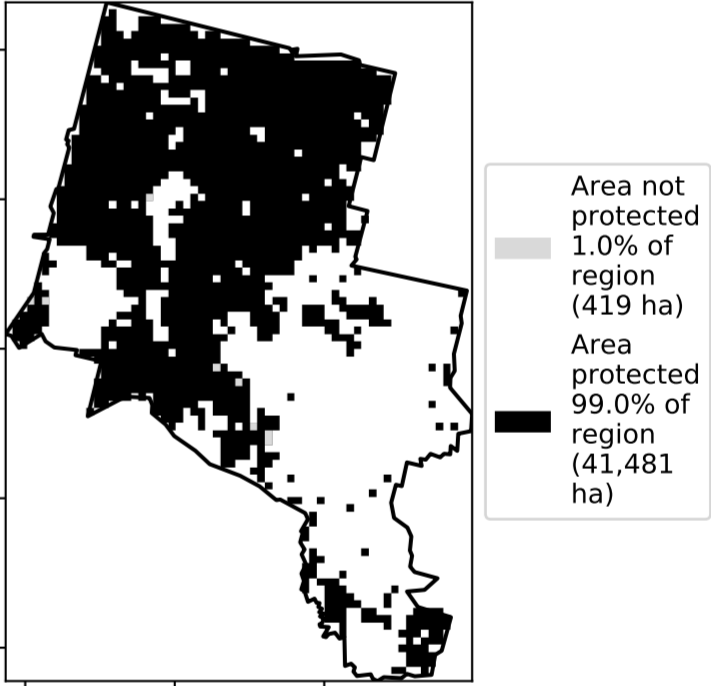 Area not
protected
1.0% of
region
(419 ha)
Area
protected
99.0% of
region
(41,481
ha)